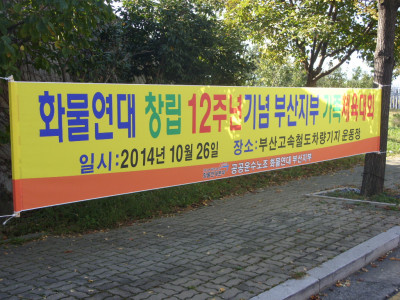 화물연대 창립 12주년기념 부산지부 가족체육대회
일시:2014년 10월 26일 장소:부산고속철도차량기지 운동장
공공운수노조 화물연대 부산지부